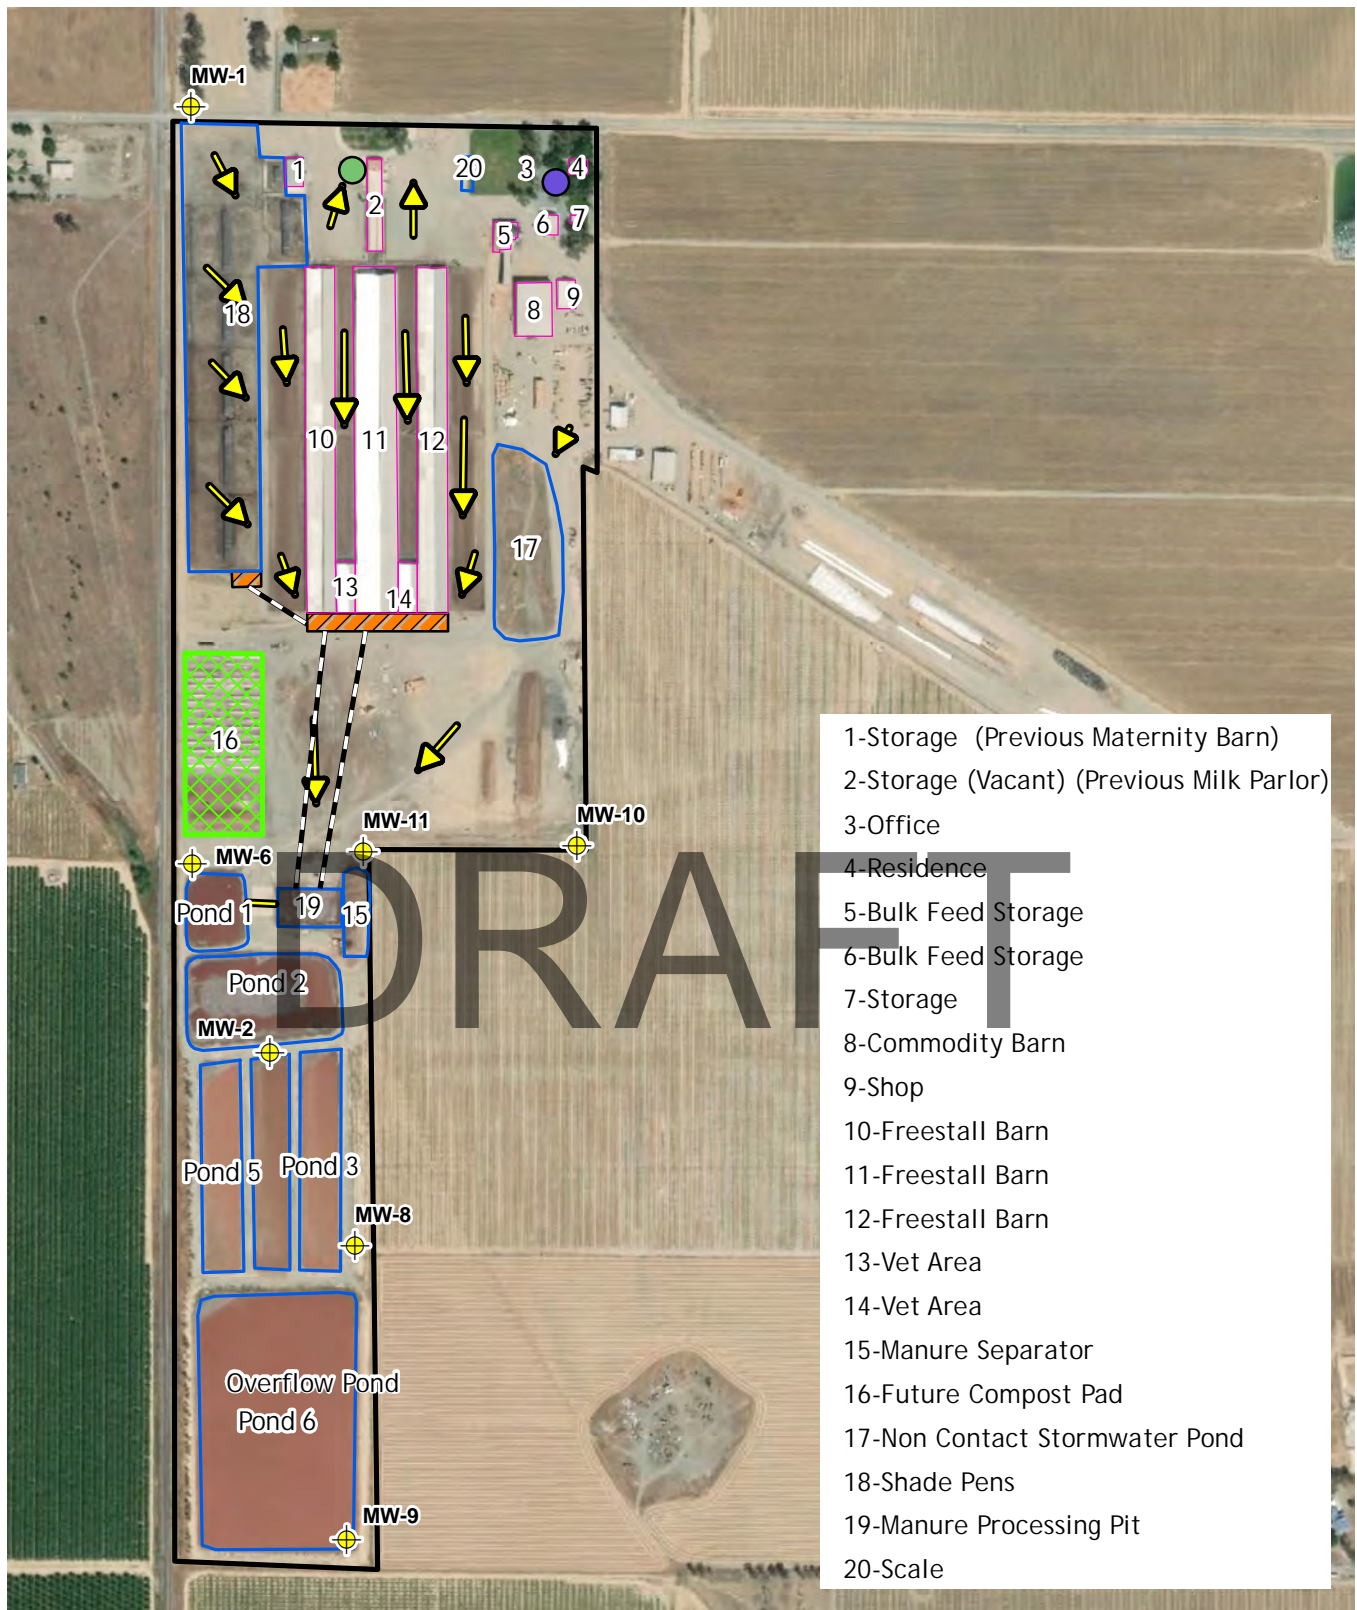 MW-1
1
2
20
3
4
5
6
7
8
9
18
10
11
12
17
13
14
16
MW-11
MW-10
MW-6
Pond 1
19
15
Pond 2
MW-2
Pond 5
Pond 3
MW-8
Overflow Pond
Pond 6
MW-9
DRAFT
1-Storage (Previous Maternity Barn)
2-Storage (Vacant) (Previous Milk Parlor)
3-Office
4-Residence
5-Bulk Feed Storage
6-Bulk Feed Storage
7-Storage
8-Commodity Barn
9-Shop
10-Freestall Barn
11-Freestall Barn
12-Freestall Barn
13-Vet Area
14-Vet Area
15-Manure Separator
16-Future Compost Pad
17-Non Contact Stormwater Pond
18-Shade Pens
19-Manure Processing Pit
20-Scale